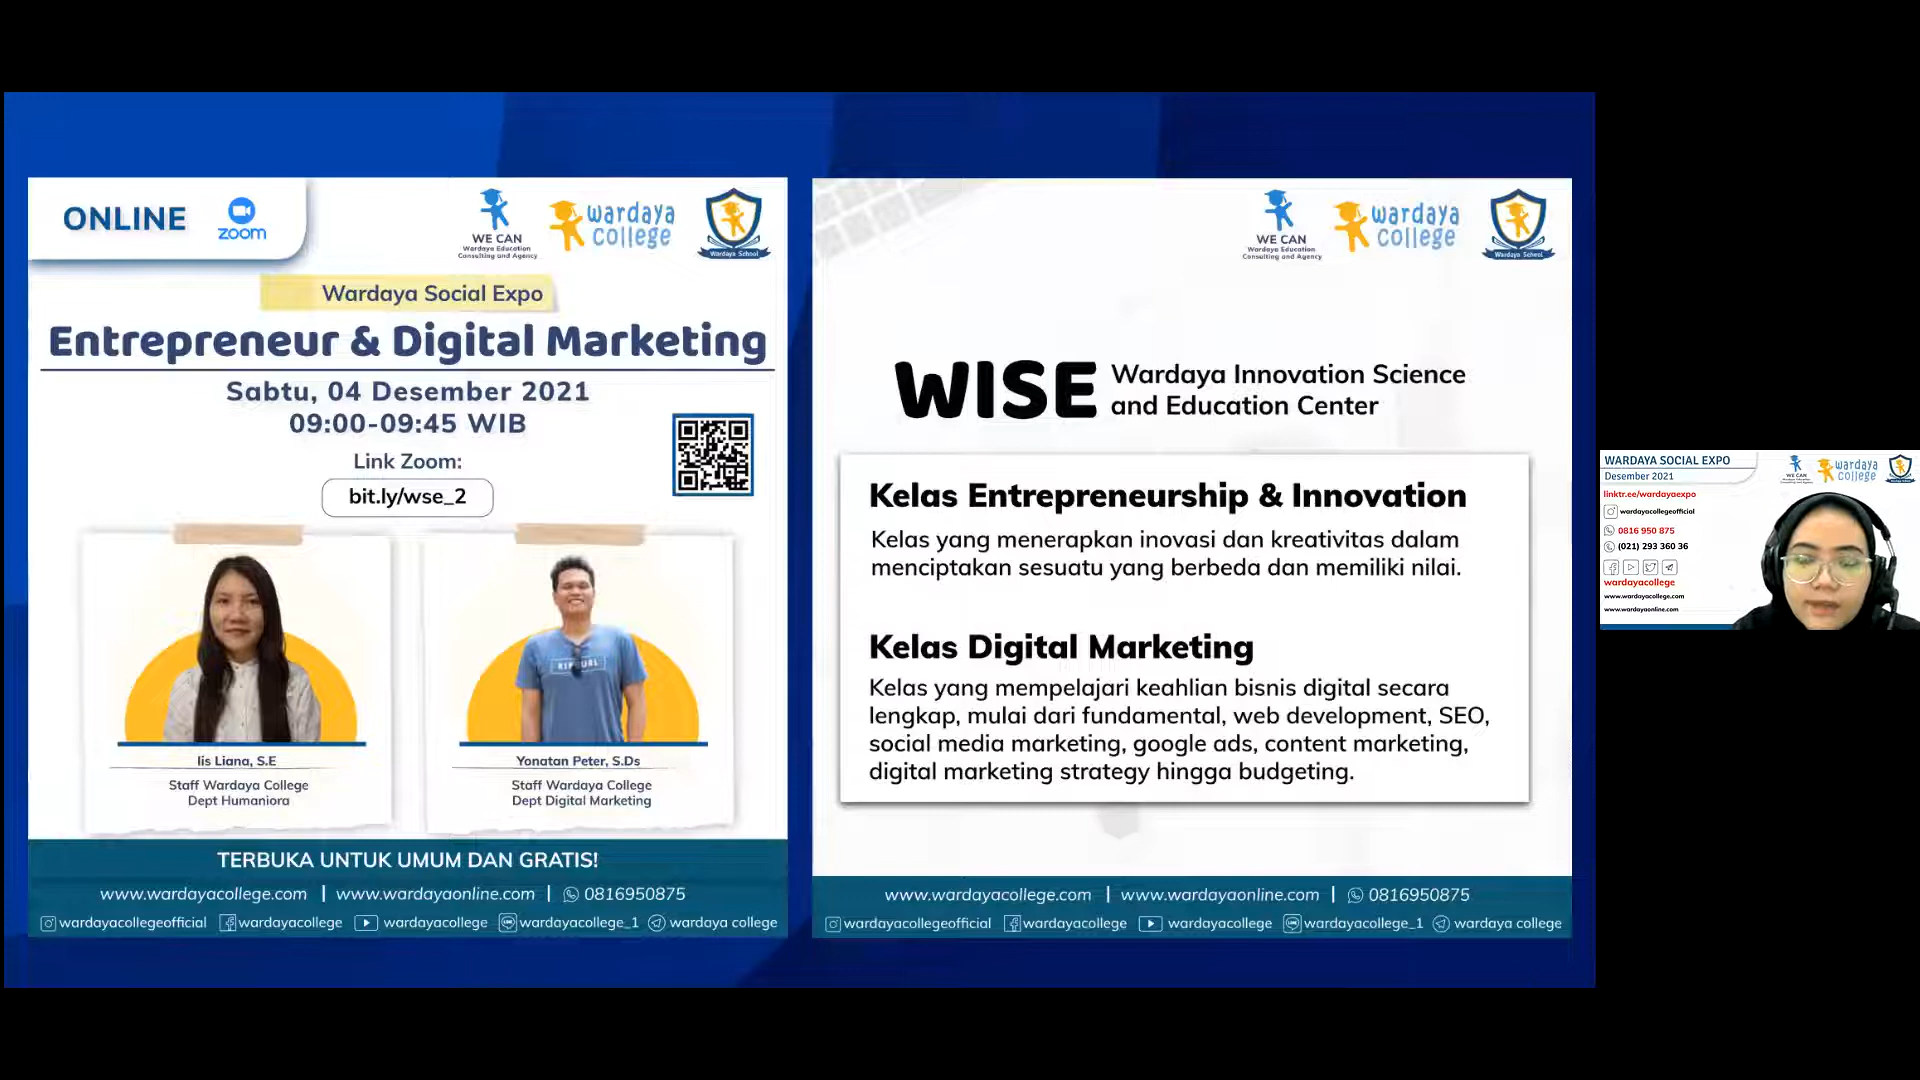 ONLINE
zoom
WE CAN
Wardaya Education
Consulting and Agency
wardaya
college
Wardaya School
Wardaya Social Expo
Entrepreneur & Digital Marketing
Sabtu, 04 Desember 2021
09:00-09:45 WIB
Link Zoom:
bit.ly/wse_2
RIP CURL
Iis Liana, S.E
Staff Wardaya College
Dept Humaniora
Yonatan Peter, S.Ds
Staff Wardaya College
Dept Digital Marketing
TERBUKA UNTUK UMUM DAN GRATIS!
www.wardayacollege.com | www.wardayaonline.com | 0816950875
wardayacollegeofficial wardayacollege wardayacollege wardayacollege_1 wardaya college
WE CAN
Wardaya Education
Consulting and Agency
wardaya
college
Wardaya School
WISE Wardaya Innovation Science
and Education Center
Kelas Entrepreneurship & Innovation
Kelas yang menerapkan inovasi dan kreativitas dalam
menciptakan sesuatu yang berbeda dan memiliki nilai.
Kelas Digital Marketing
Kelas yang mempelajari keahlian bisnis digital secara
lengkap, mulai dari fundamental, web development, SEO,
social media marketing, google ads, content marketing,
digital marketing strategy hingga budgeting.
www.wardayacollege.com | www.wardayaonline.com | 0816950875
wardayacollegeofficial wardayacollege wardayacollege wardayacollege_1 wardaya college
WARDAYA SOCIAL EXPO
Desember 2021
WE CAN
wardaya
college
linktr.ee/wardayaexpo
wardayacollegeofficial
0816 950 875
(021) 293 360 36
wardayacollege
www.wardayacollege.com
www.wardayaonline.com